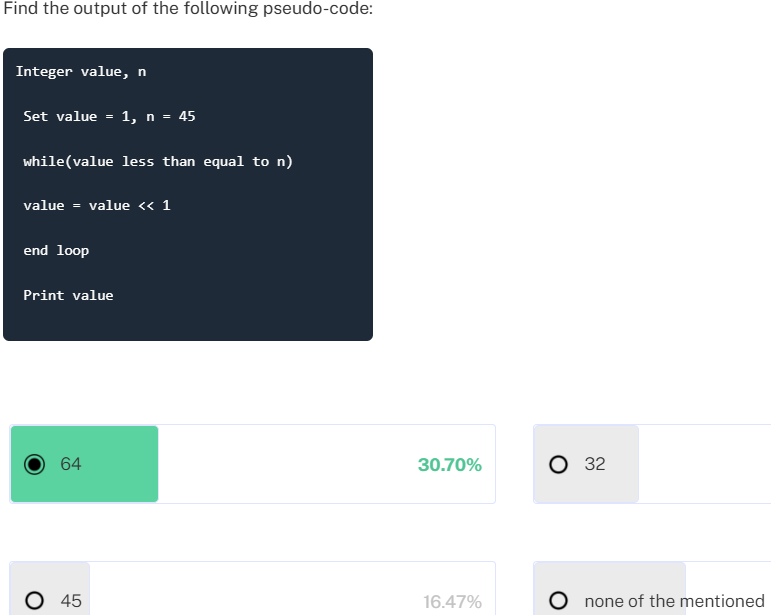 Find the output of the following pseudo-code:
Integer value, n
Set value = 1, n = 45
while(value less than equal to n)
value = value << 1
end loop
Print value
64 30.70%
32
45 16.47%
none of the mentioned